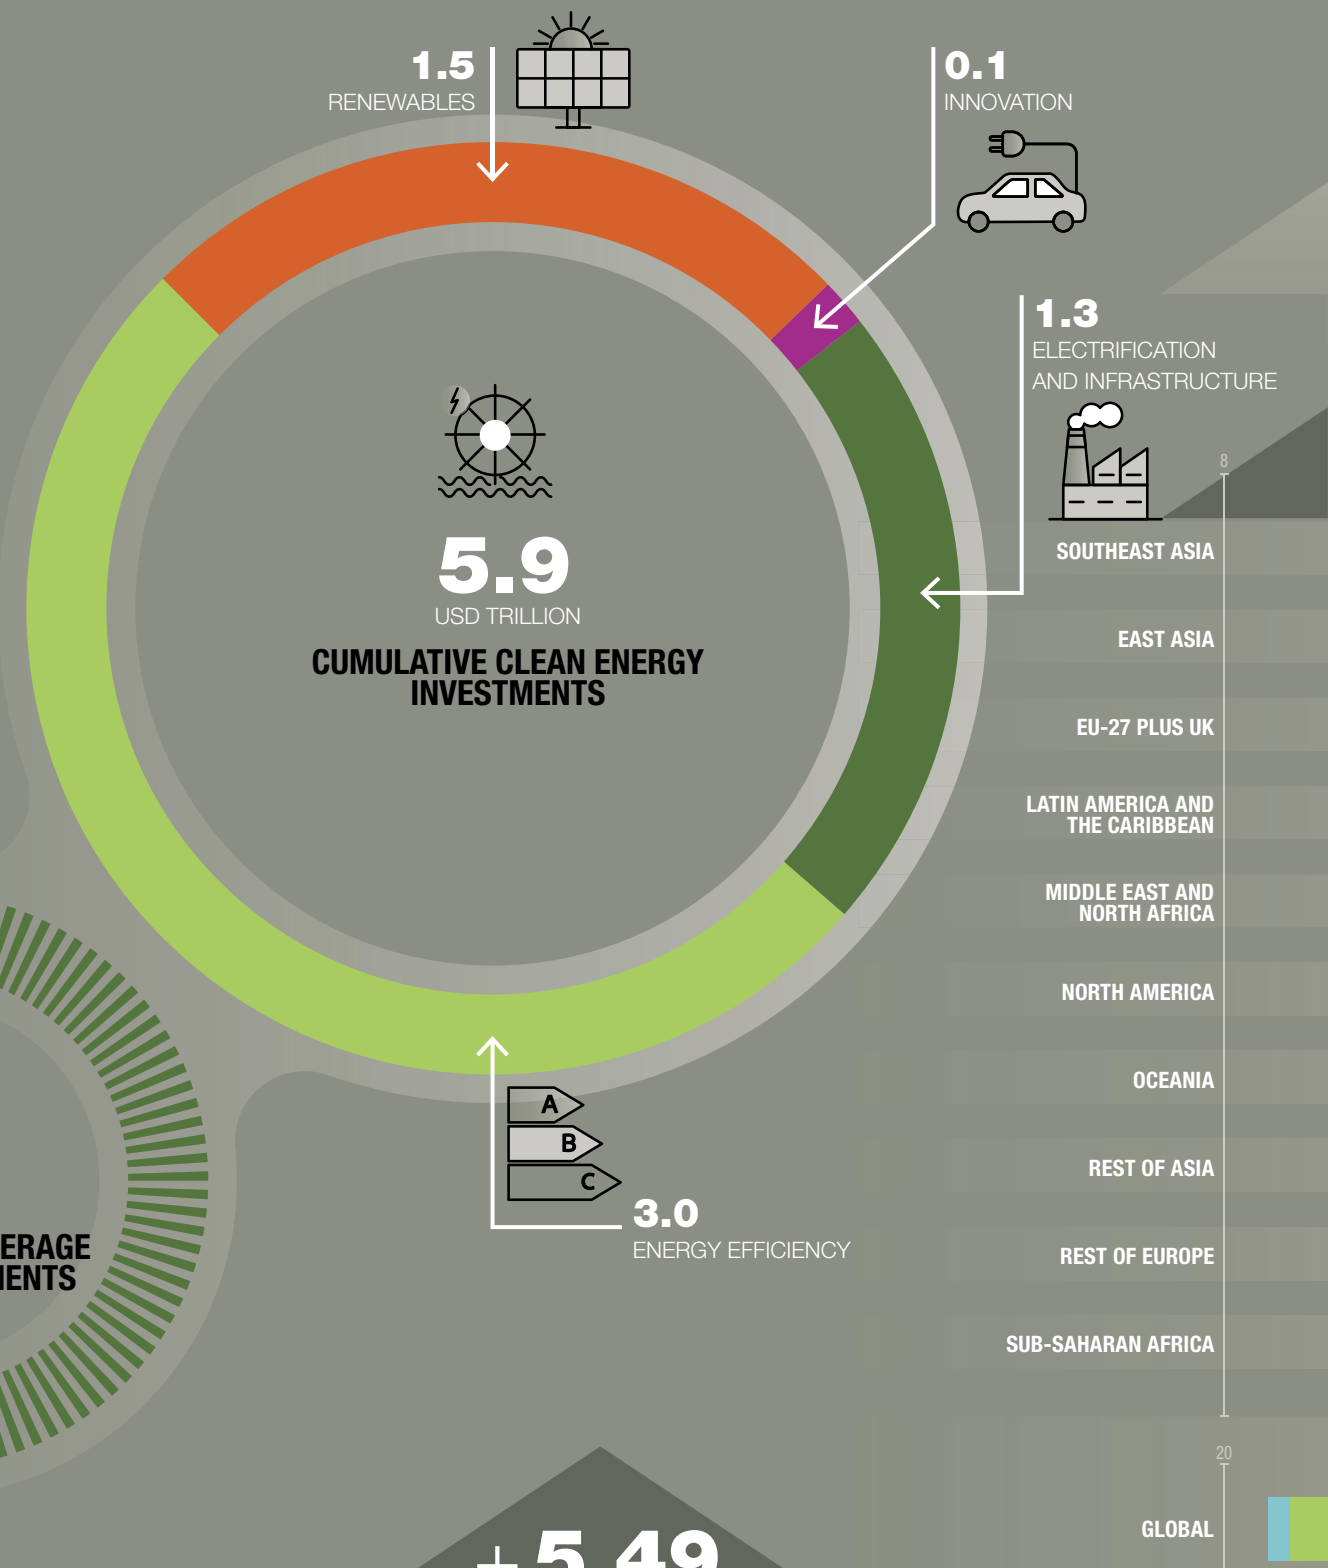 1.5
RENEWABLES
0.1
INNOVATION
1.3
ELECTRIFICATION
AND INFRASTRUCTURE
5.9
USD TRILLION
CUMULATIVE CLEAN ENERGY
INVESTMENTS
A
B
C
3.0
ENERGY EFFICIENCY
8
SOUTHEAST ASIA
EAST ASIA
EU-27 PLUS UK
LATIN AMERICA AND
THE CARIBBEAN
MIDDLE EAST AND
NORTH AFRICA
NORTH AMERICA
OCEANIA
REST OF ASIA
REST OF EUROPE
SUB-SAHARAN AFRICA
20
GLOBAL
+5.49